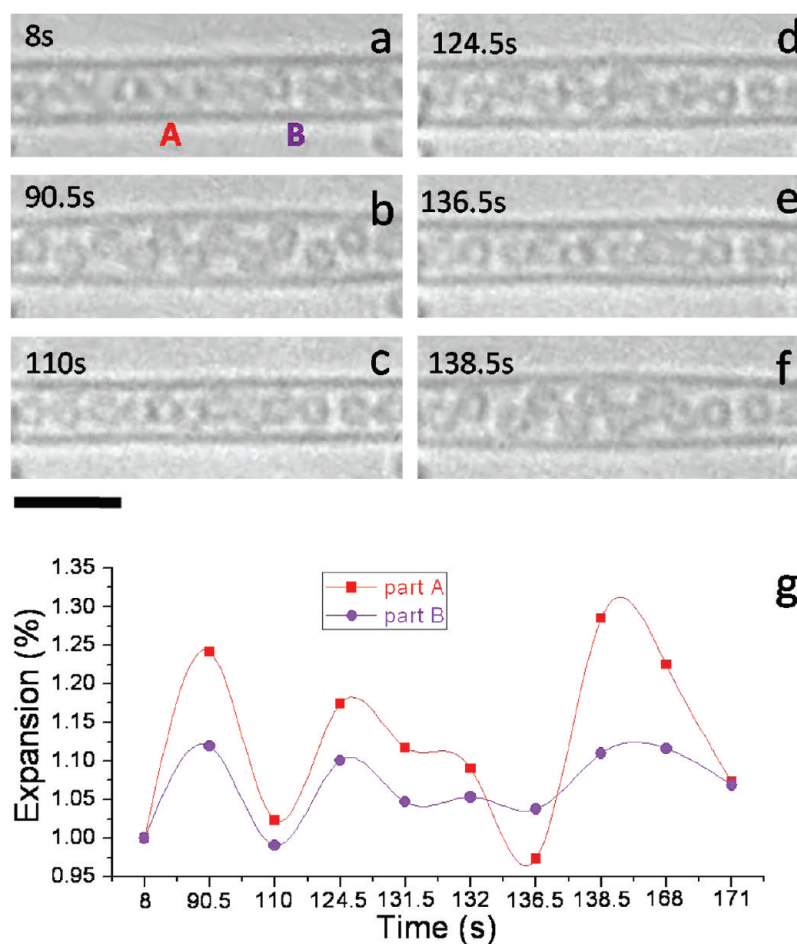 8s
a
A
B
124.5s
d
90.5s
b
136.5s
e
110s
c
138.5s
f
g
part A
part B
Expansion (%)
1.35
1.30
1.25
1.20
1.15
1.10
1.05
1.00
0.95
8 90.5 110 124.5 131.5 132 136.5 138.5 168 171
Time (s)